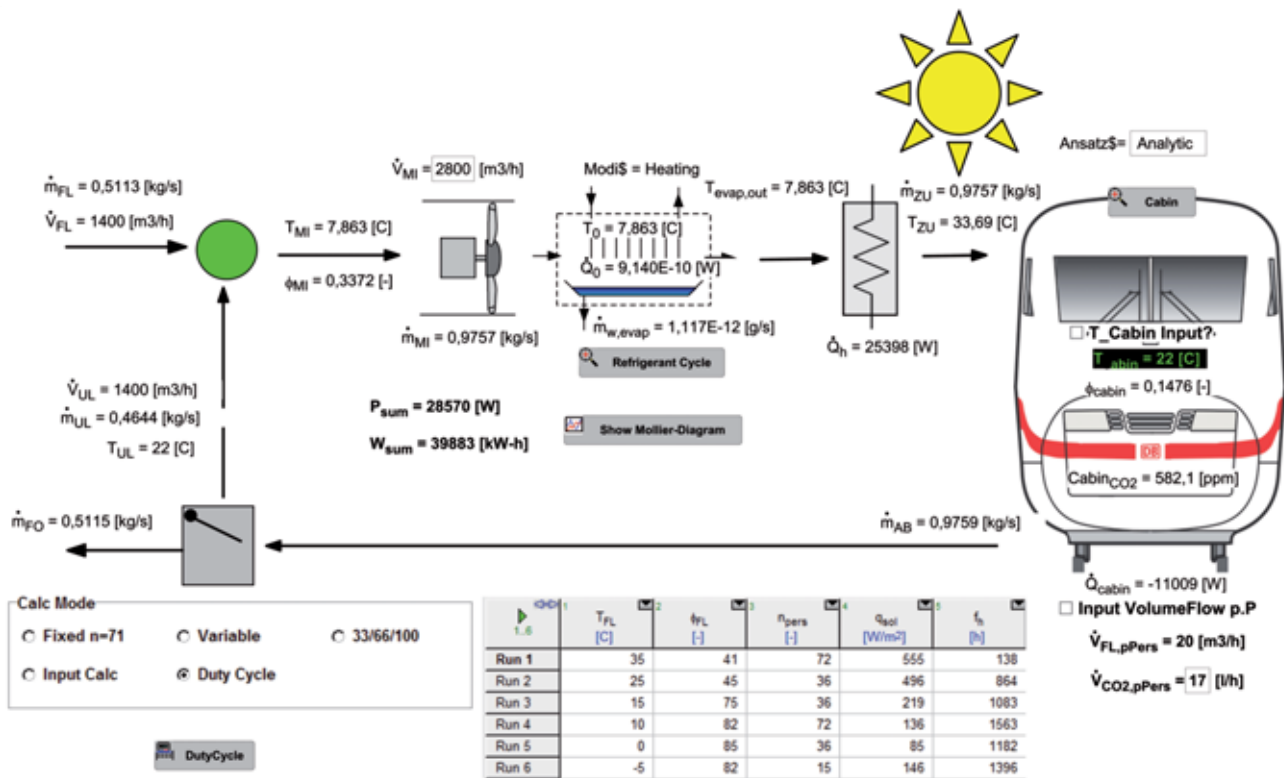 Ansatz$= Analytic
ṁFL = 0,5113 [kg/s]
V̇FL = 1400 [m3/h]
TMI = 7,863 [C]
ϕMI = 0,3372 [-]
V̇MI = 2800 [m3/h]
ṁMI = 0,9757 [kg/s]
Modi$ = Heating
T0 = 7,863 [C]
Q̇0 = 9,140E-10 [W]
ṁw,evap = 1,117E-12 [g/s]
Refrigerant Cycle
Tevap,out = 7,863 [C]
Q̇h = 25398 [W]
ṁZU = 0,9757 [kg/s]
TZU = 33,69 [C]
Cabin
T_Cabin Input?
T abin = 22 [C]
ϕcabin = 0,1476 [-]
DB
CabinCO2 = 582,1 [ppm]
V̇UL = 1400 [m3/h]
ṁUL = 0,4644 [kg/s]
TUL = 22 [C]
Psum = 28570 [W]
Wsum = 39883 [kW-h]
Show Mollier-Diagram
ṁFO = 0,5115 [kg/s]
ṁAB = 0,9759 [kg/s]
Q̇cabin = -11009 [W]
Input VolumeFlow p.P
V̇FL,pPers = 20 [m3/h]
V̇CO2,pPers = 17 [l/h]
Calc Mode
Fixed n=71 Variable 33/66/100
Input Calc Duty Cycle
DutyCycle
1..6 1 TFL [C] 2 ϕFL [-] 3 npers [-] 4 qsol [W/m2] 5 fh [h]
Run 1 35 41 72 555 138
Run 2 25 45 36 496 864
Run 3 15 75 36 219 1083
Run 4 10 82 72 136 1563
Run 5 0 85 36 85 1182
Run 6 -5 82 15 146 1396